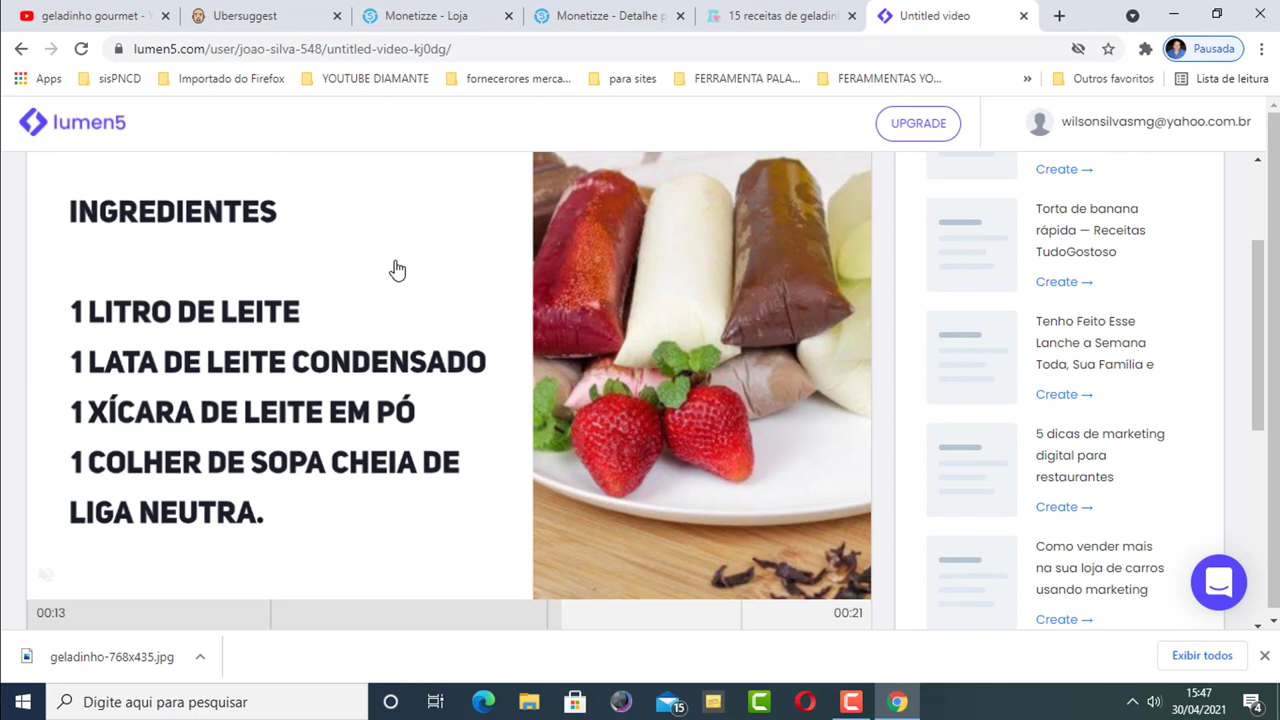 geladinho gourmet - Y
Ubersuggest
Monetizze - Loja
Monetizze - Detalhe p
15 receitas de geladinh
Untitled video
lumen5.com/user/joao-silva-548/untitled-video-kj0dg/
Pausada
Apps
sisPNCD
Importado do Firefox
YOUTUBE DIAMANTE
fornecerores merca...
para sites
FERRAMENTA PALA...
FERAMMENTAS YO...
»
Outros favoritos
Lista de leitura
lumen5
UPGRADE
wilsonsilvasmg@yahoo.com.br
INGREDIENTES
1 LITRO DE LEITE
1 LATA DE LEITE CONDENSADO
1 XÍCARA DE LEITE EM PÓ
1 COLHER DE SOPA CHEIA DE
LIGA NEUTRA.
00:13
00:21
Create →
Torta de banana
rápida — Receitas
TudoGostoso
Create →
Tenho Feito Esse
Lanche a Semana
Toda, Sua Família e
Create →
5 dicas de marketing
digital para
restaurantes
Create →
Como vender mais
na sua loja de carros
usando marketing
Create →
geladinho-768x435.jpg
Exibir todos
Digite aqui para pesquisar
15
15:47
30/04/2021
4